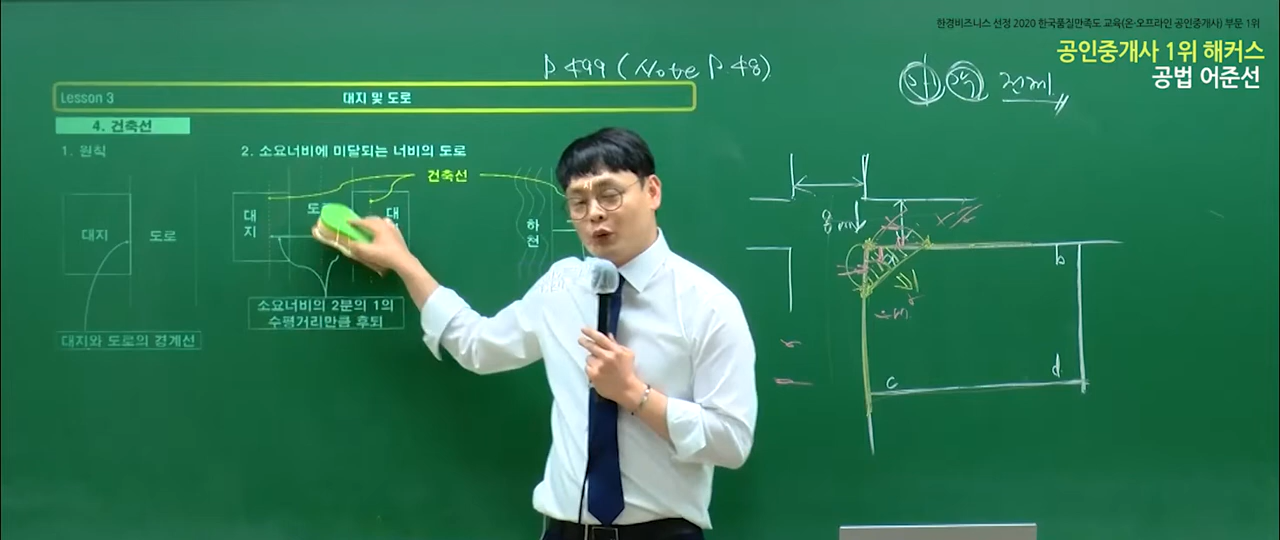 한경비즈니스 선정 2020 한국품질만족도 교육(온·오프라인 공인중개사) 부문 1위
공인중개사 1위 해커스
공법 어준선
P 499 (Note P 48)
Lesson 3 대지 및 도로
4. 건축선
1. 원칙
2. 소요너비에 미달되는 너비의 도로
건축선
대지
도로
대지
대
하천
대지
도로
소요너비의 2분의 1의
수평거리만큼 후퇴
대지와 도로의 경계선
8m↓
b
c
d